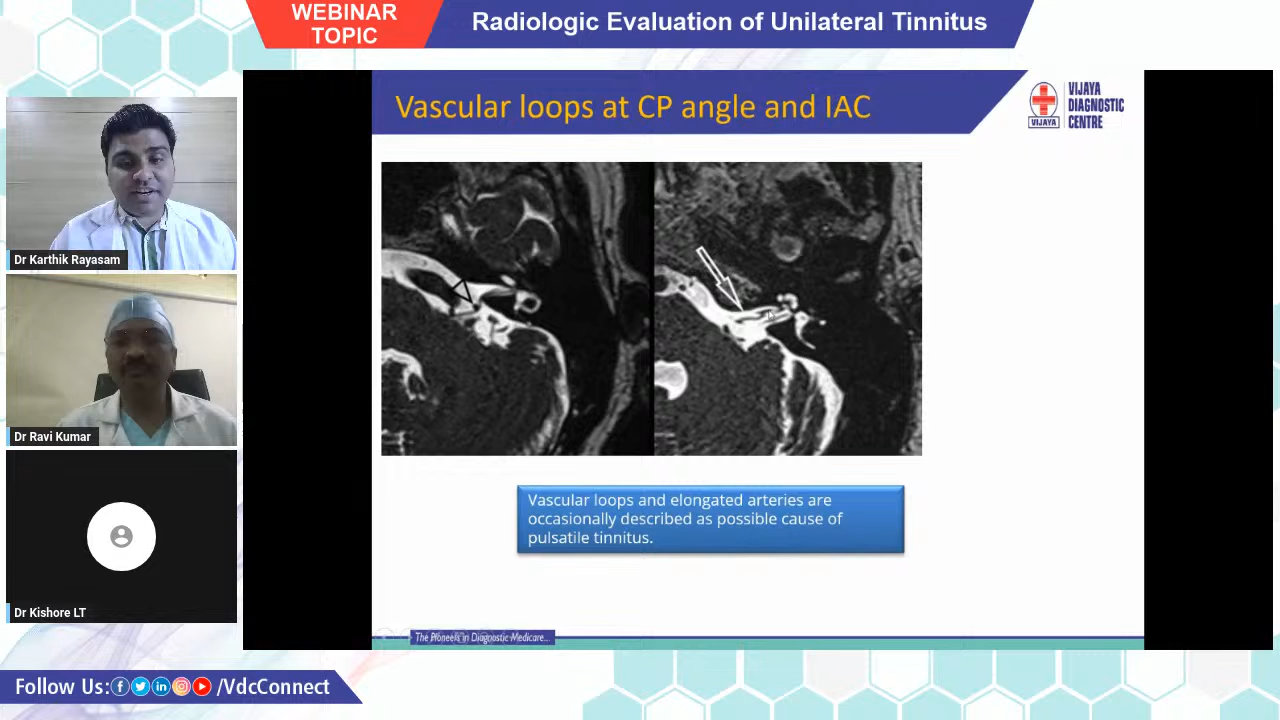 WEBINAR
TOPIC
Radiologic Evaluation of Unilateral Tinnitus
Vascular loops at CP angle and IAC
VIJAYA
VIJAYA
DIAGNOSTIC
CENTRE
Dr Karthik Rayasam
Dr Ravi Kumar
Dr Kishore LT
Vascular loops and elongated arteries are
occasionally described as possible cause of
pulsatile tinnitus.
The Pioneers in Diagnostic Medicare...
Follow Us: /VdcConnect